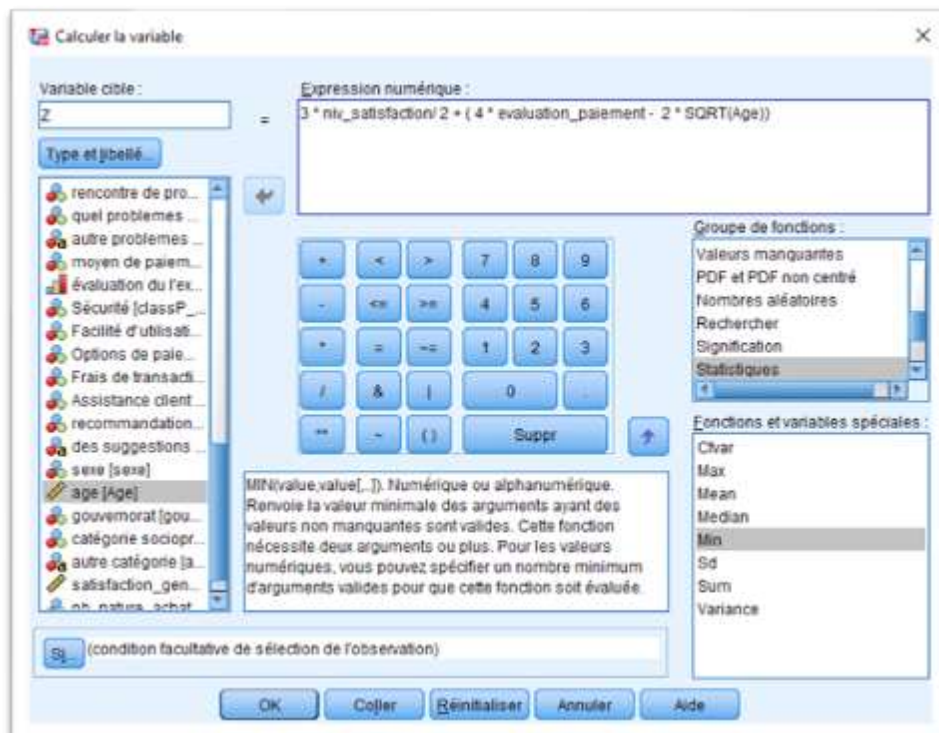 Calculer la variable
Variable cible :
Z
=
Expression numérique :
3 * niv_satisfaction/ 2 + ( 4 * evaluation_paiement - 2 * SQRT(Age))
Type et libellé...
rencontre de pro...
quel problemes ...
autre problemes ...
moyen de paiem...
évaluation du l'ex...
Sécurité [classP_...
Facilité d'utilisati...
Options de paie...
Frais de transacti...
Assistance client ...
recommandation...
des suggestions ...
sexe [sexe]
age [Age]
gouvernorat [gou...
catégorie sociopr...
autre catégorie [a...
satisfaction_gen...
nb_nature_achat
+ < > 7 8 9
- <= >= 4 5 6
* = ~= 1 2 3
/ & | 0 .
** ~ ( ) Suppr
Groupe de fonctions :
Valeurs manquantes
PDF et PDF non centré
Nombres aléatoires
Rechercher
Signification
Statistiques
Fonctions et variables spéciales :
Cfvar
Max
Mean
Median
Min
Sd
Sum
Variance
MIN(value,value[,..]). Numérique ou alphanumérique.
Renvoie la valeur minimale des arguments ayant des
valeurs non manquantes sont valides. Cette fonction
nécessite deux arguments ou plus. Pour les valeurs
numériques, vous pouvez spécifier un nombre minimum
d'arguments valides pour que cette fonction soit évaluée.
Si... (condition facultative de sélection de l'observation)
OK Coller Réinitialiser Annuler Aide